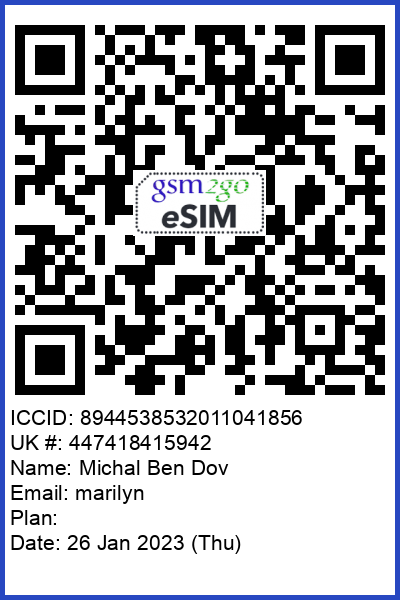 gsm2go
eSIM
ICCID: 8944538532011041856
UK #: 447418415942
Name: Michal Ben Dov
Email: marilyn
Plan:
Date: 26 Jan 2023 (Thu)